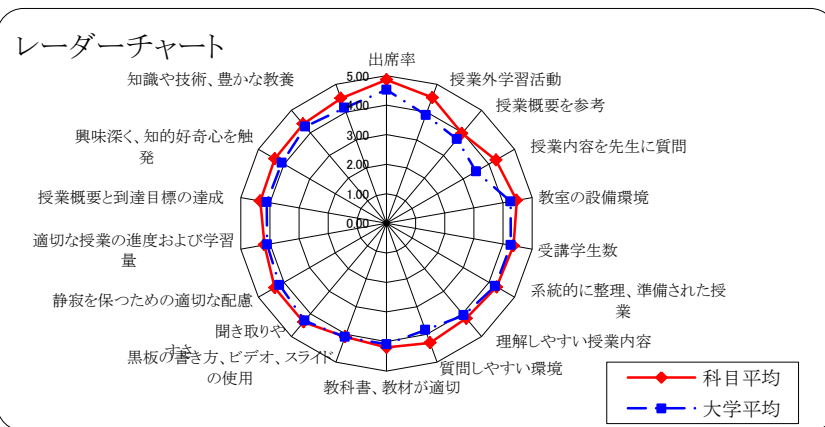 レーダーチャート
出席率
授業外学習活動
授業概要を参考
授業内容を先生に質問
教室の設備環境
受講学生数
系統的に整理、準備された授
業
理解しやすい授業内容
質問しやすい環境
教科書、教材が適切
黒板の書き方、ビデオ、スライド
の使用
聞き取りや
すさ
静寂を保つための適切な配慮
適切な授業の進度および学習
量
授業概要と到達目標の達成
興味深く、知的好奇心を触
発
知識や技術、豊かな教養
5.00
4.00
3.00
2.00
1.00
0.00
科目平均
大学平均